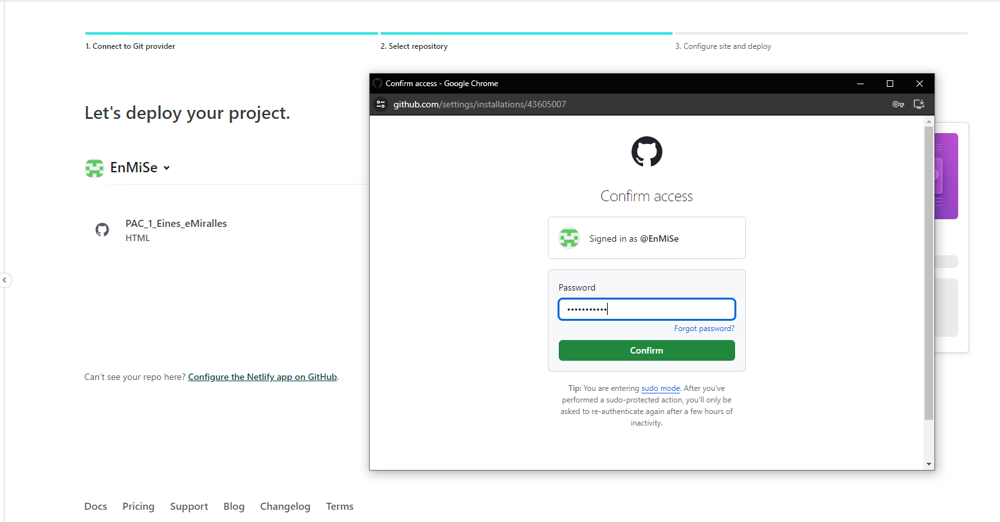 1. Connect to Git provider
2. Select repository
3. Configure site and deploy
Let's deploy your project.
EnMiSe
PAC_1_Eines_eMiralles
HTML
Can't see your repo here? Configure the Netlify app on GitHub.
Docs Pricing Support Blog Changelog Terms
Confirm access - Google Chrome
github.com/settings/installations/43605007
Confirm access
Signed in as @EnMiSe
Password
•••••••••••
Forgot password?
Confirm
Tip: You are entering sudo mode. After you've
performed a sudo-protected action, you'll only be
asked to re-authenticate again after a few hours of
inactivity.